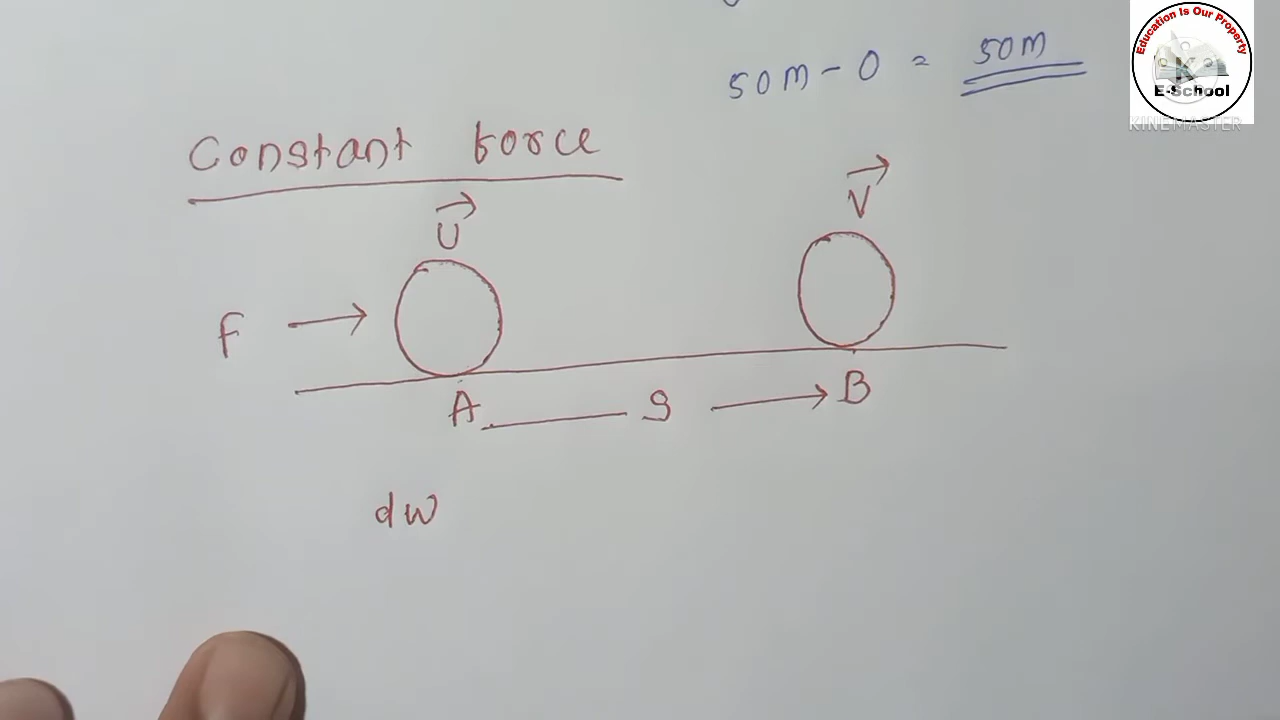 Education Is Our Property
K
E-School
KINEMASTER
50m - 0 = 50m
Constant force
U
V
F
A S B
dw